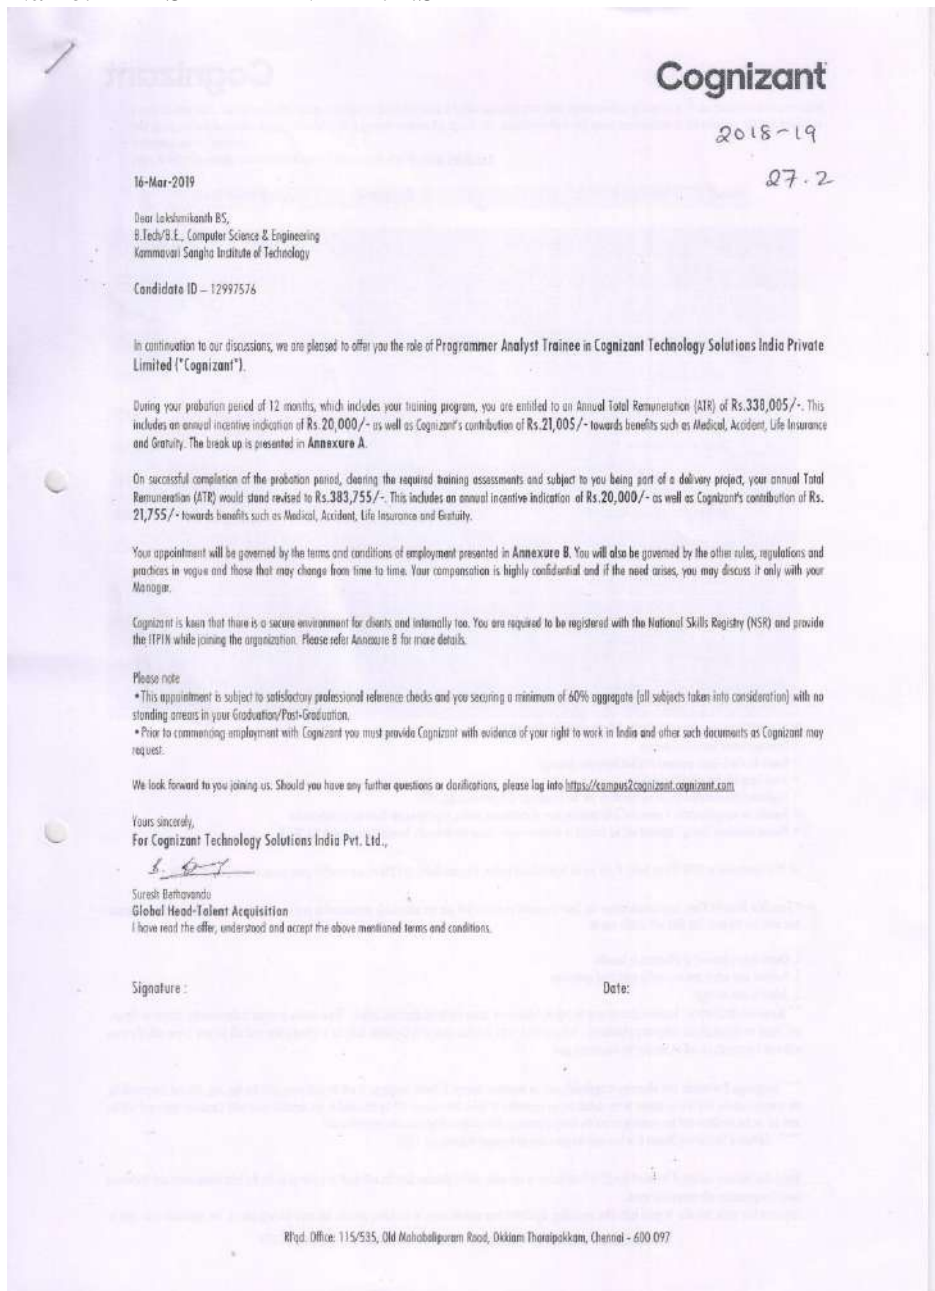 Cognizant
2018-19
27.2
16-Mar-2019
Dear Lakshmikanth BS,
B.Tech/B.E., Computer Science & Engineering
Kammavari Sangha Institute of Technology
Candidate ID – 12997576
In continuation to our discussions, we are pleased to offer you the role of Programmer Analyst Trainee in Cognizant Technology Solutions India Private
Limited ("Cognizant").
During your probation period of 12 months, which includes your training program, you are entitled to an Annual Total Remuneration (ATR) of Rs.338,005/-. This
includes an annual incentive indication of Rs.20,000/- as well as Cognizant's contribution of Rs.21,005/- towards benefits such as Medical, Accident, Life Insurance
and Gratuity. The break up is presented in Annexure A.
On successful completion of the probation period, clearing the required training assessments and subject to you being part of a delivery project, your annual Total
Remuneration (ATR) would stand revised to Rs.383,755/-. This includes an annual incentive indication of Rs.20,000/- as well as Cognizant's contribution of Rs.
21,755/- towards benefits such as Medical, Accident, Life Insurance and Gratuity.
Your appointment will be governed by the terms and conditions of employment presented in Annexure B. You will also be governed by the other rules, regulations and
practices in vogue and those that may change from time to time. Your compensation is highly confidential and if the need arises, you may discuss it only with your
Manager.
Cognizant is keen that there is a secure environment for clients and internally too. You are required to be registered with the National Skills Registry (NSR) and provide
the ITPIN while joining the organization. Please refer Annexure B for more details.
Please note
•This appointment is subject to satisfactory professional reference checks and you securing a minimum of 60% aggregate (all subjects taken into consideration) with no
standing arrears in your Graduation/Post-Graduation.
•Prior to commencing employment with Cognizant you must provide Cognizant with evidence of your right to work in India and other such documents as Cognizant may
request.
We look forward to you joining us. Should you have any further questions or clarifications, please log into https://campus2cognizant.cognizant.com
Yours sincerely,
For Cognizant Technology Solutions India Pvt. Ltd.,
Suresh Bethavandu
Global Head-Talent Acquisition
I have read the offer, understood and accept the above mentioned terms and conditions.
Signature : Date:
Office: 115/535, Old Mahabalipuram Road, Okkiam Thoraipakkam, Chennai - 600 097